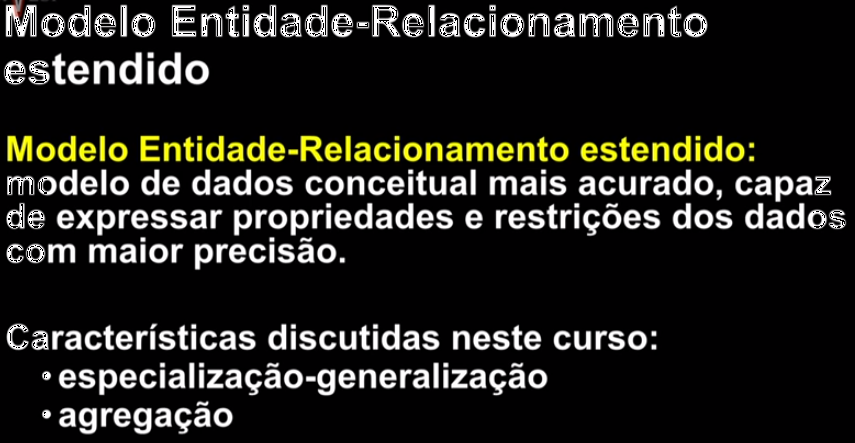 Modelo Entidade-Relacionamento
estendido
Modelo Entidade-Relacionamento estendido:
modelo de dados conceitual mais acurado, capaz
de expressar propriedades e restrições dos dados
com maior precisão.
Características discutidas neste curso:
• especialização-generalização
• agregação